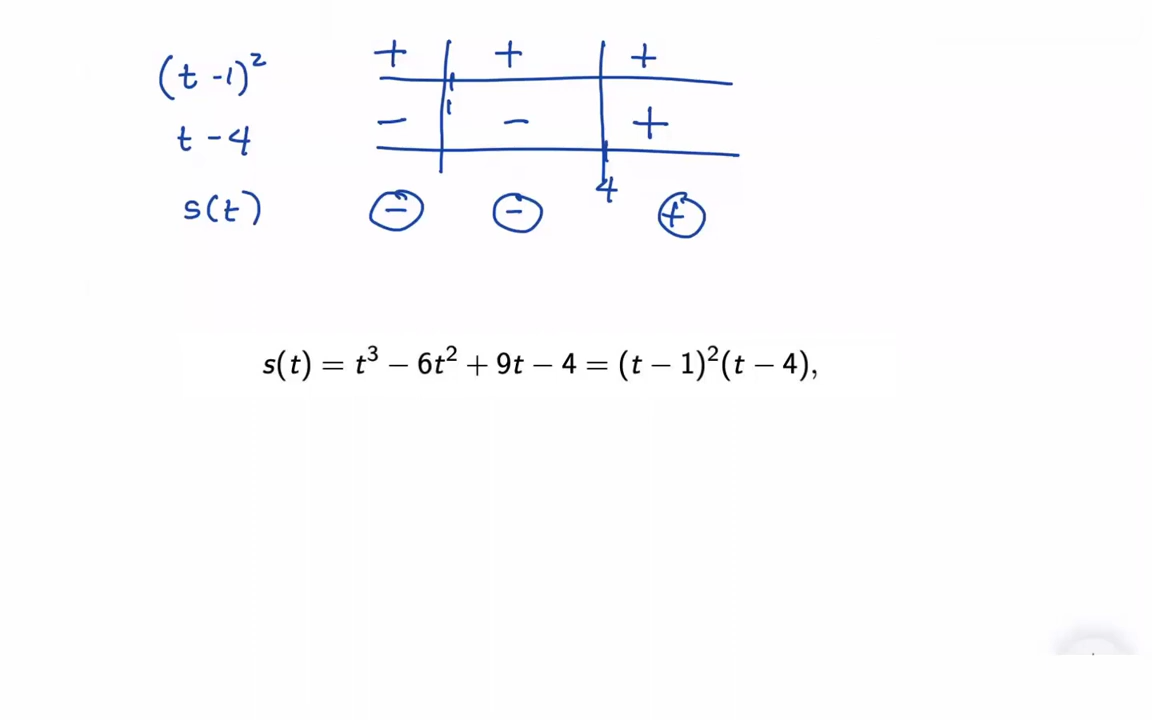 (t -1)² + + +
1
t - 4 - - +
4
s(t) - - +
s(t) = t³ − 6t² + 9t − 4 = (t − 1)²(t − 4),